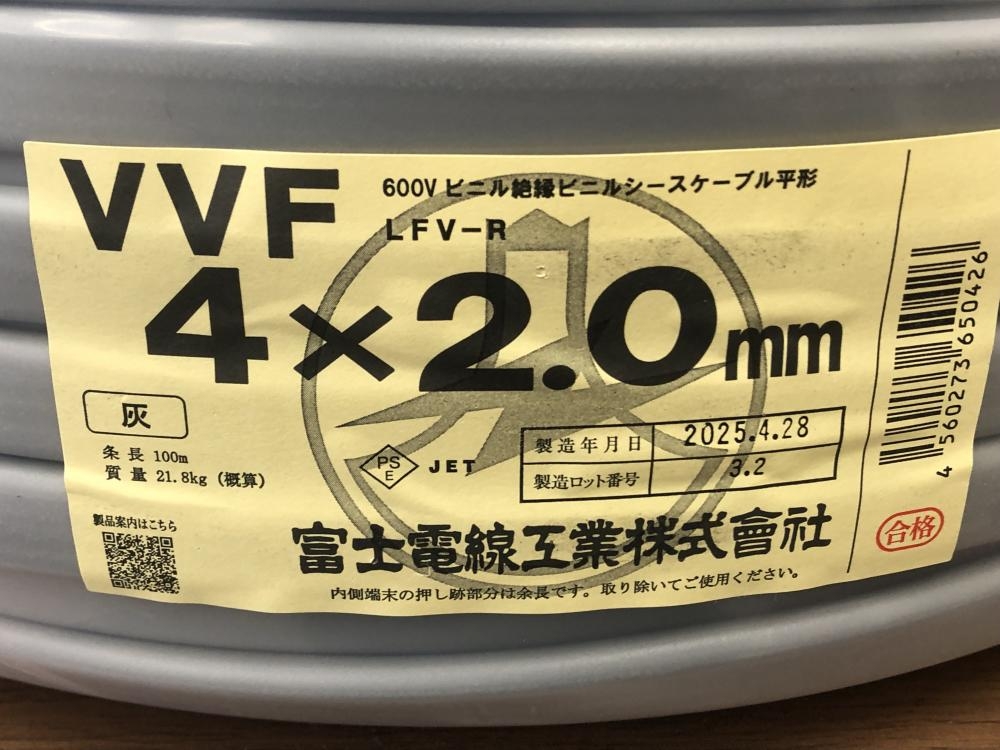 VVF
600V ビニル絶縁ビニルシースケーブル平形
LFV-R
4×2.0mm
灰
条長 100m
質量 21.8kg (概算)
PS
E
JET
製造年月日 2025.4.28
製造ロット番号 3.2
製品案内はこちら
富士電線工業株式會社
内側端末の押し跡部分は余長です。取り除いてご使用ください。
4 560273 650426
合格